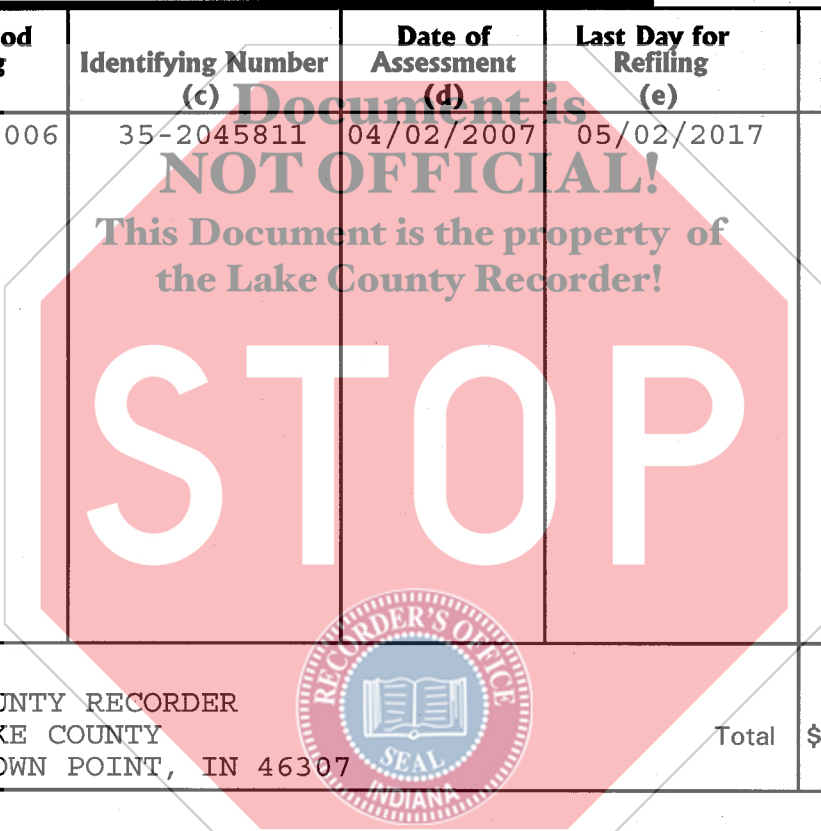 od Identifying Number Date of Assessment Last Day for Refiling
g (c) (d) (e)
Document is
006 35-2045811 04/02/2007 05/02/2017
NOT OFFICIAL!
This Document is the property of
the Lake County Recorder!
STOP
RECORDER'S OFFICE
SEAL
INDIANA
UNTY RECORDER
KE COUNTY Total $
OWN POINT, IN 46307